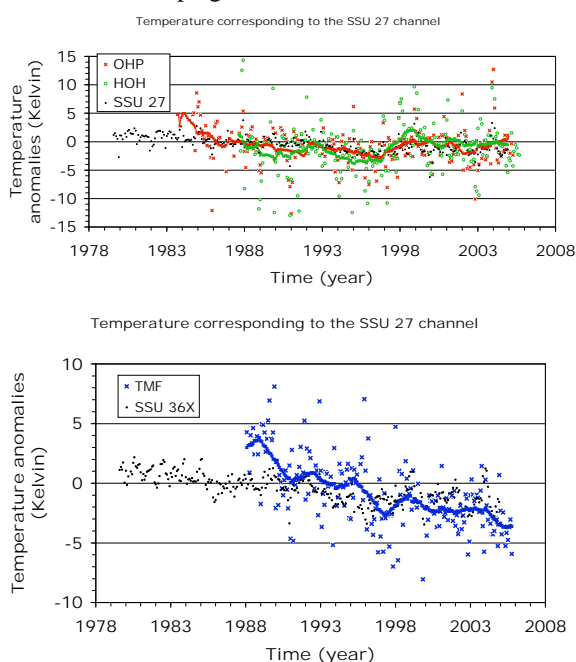 Temperature corresponding to the SSU 27 channel
15
10
5
0
-5
-10
-15
Temperature
anomalies (Kelvin)
OHP
HOH
SSU 27
1978 1983 1988 1993 1998 2003 2008
Time (year)
Temperature corresponding to the SSU 27 channel
10
5
0
-5
-10
Temperature anomalies
(Kelvin)
TMF
SSU 36X
1978 1983 1988 1993 1998 2003 2008
Time (year)